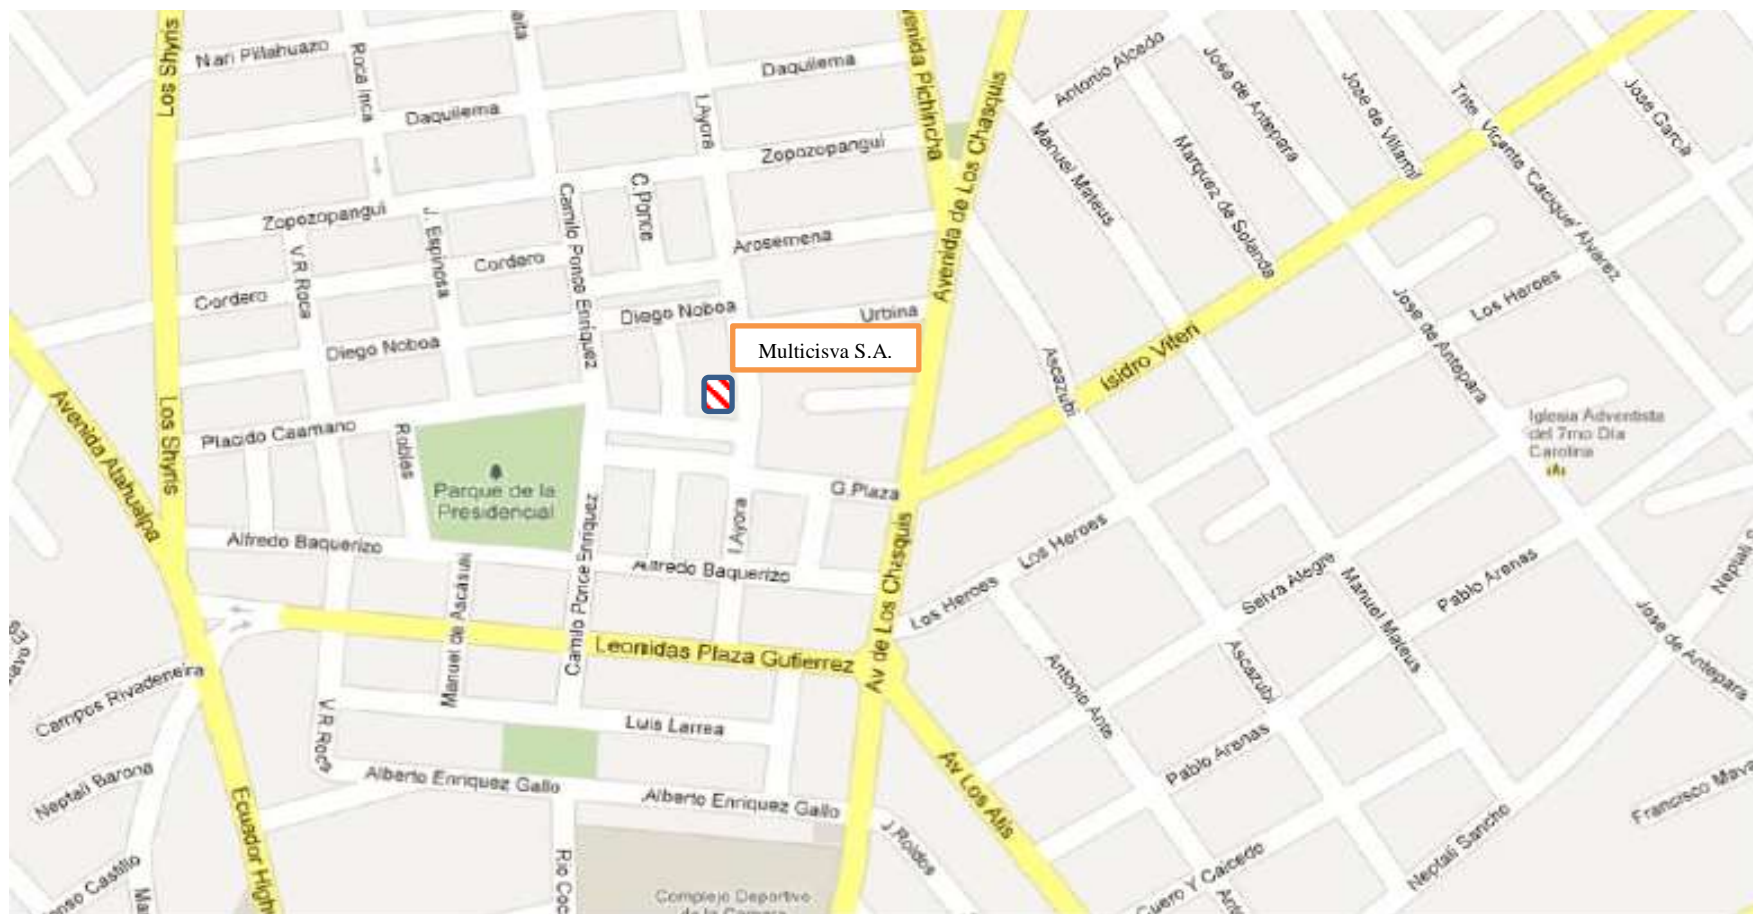 Los Shyris
Nari Pillahuazo
Roca Inca
Daquilema
Daquilema
I.Ayora
Avenida Pichincha
Avenida de Los Chasquis
Antonio Alcedo
Jose de Antepara
Jose de Villamil
Tnte. Vicente 'Cacique' Alvarez
Jose Garcia
Manuel Mateus
Marquez de Solanda
Zopozopangui
Zopozopangui
Camilo Ponce Enriquez
C.Ponce
J. Espinosa
V.R.Roca
Cordero
Cordero
Arosemena
Diego Noboa
Urbina
Diego Noboa
Multicisva S.A.
Los Heroes
Jose de Antepara
Isidro Viteri
Ascazubi
Avenida Atahualpa
Los Shyris
Placido Caamano
Robles
Parque de la
Presidencial
Iglesia Adventista
del 7mo Dia
Carolina
G.Plaza
I.Ayora
Camilo Ponce Enriquez
Alfredo Baquerizo
Alfredo Baquerizo
Manuel de Ascasubi
Av de Los Chasquis
Los Heroes
Los Heroes
Selva Alegre
Manuel Mateus
Pablo Arenas
Neptali
Jose de Antepara
Leonidas Plaza Gutierrez
Campos Rivadeneira
Antonio Ante
Ascazubi
V.R.Roca
Luis Larrea
Pablo Arenas
Neptali Barona
Alberto Enriquez Gallo
Alberto Enriquez Gallo
Av Los Atis
Francisco
Ecuador High
J.Roldos
Neptali Sancho
Castillo
Rio Coc
Cuero Y Caicedo
Complejo Deportivo